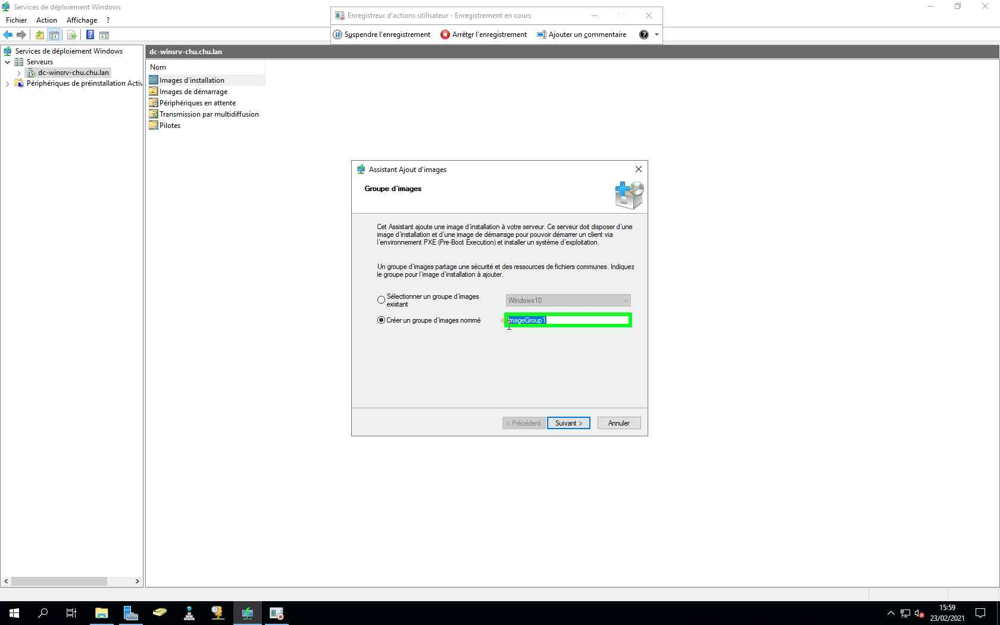 Services de déploiement Windows
Fichier Action Affichage ?
Enregistreur d'actions utilisateur - Enregistrement en cours
Suspendre l'enregistrement Arrêter l'enregistrement Ajouter un commentaire
Services de déploiement Windows
Serveurs
dc-winsrv-chu.chu.lan
Périphériques de préinstallation Activ
dc-winsrv-chu.chu.lan
Nom
Images d'installation
Images de démarrage
Périphériques en attente
Transmission par multidiffusion
Pilotes
Assistant Ajout d'images
Groupe d'images
Cet Assistant ajoute une image d'installation à votre serveur. Ce serveur doit disposer d'une
image d'installation et d'une image de démarrage pour pouvoir démarrer un client via
l'environnement PXE (Pre-Boot Execution) et installer un système d'exploitation.
Un groupe d'images partage une sécurité et des ressources de fichiers communes. Indiquez
le groupe pour l'image d'installation à ajouter.
Sélectionner un groupe d'images
existant
Windows10
Créer un groupe d'images nommé
ImageGroup1
< Précédent Suivant > Annuler
15:59
23/02/2021